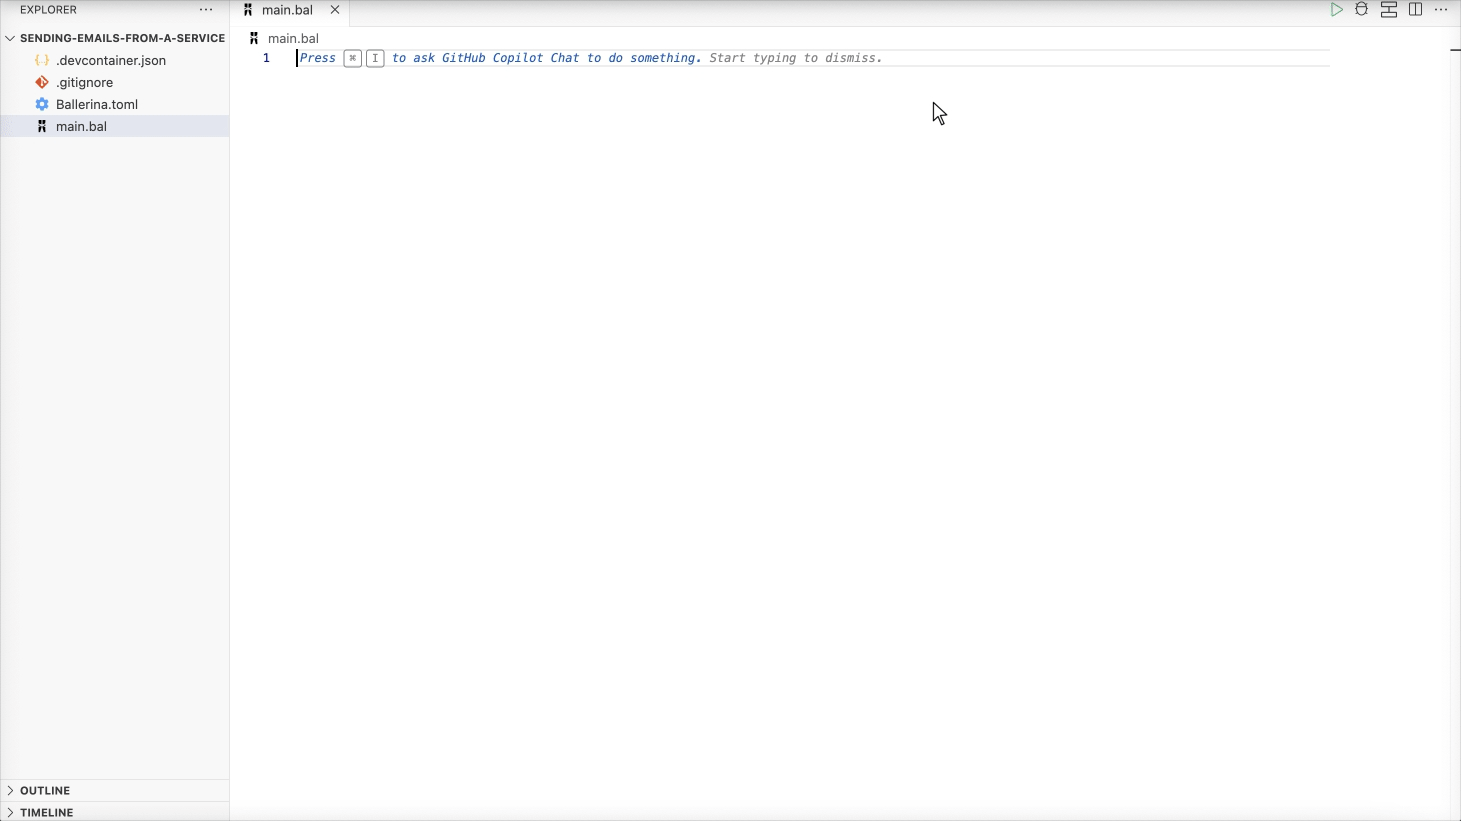 EXPLORER
main.bal
SENDING-EMAILS-FROM-A-SERVICE
main.bal
.devcontainer.json
.gitignore
Ballerina.toml
main.bal
1
Press ⌘ I to ask GitHub Copilot Chat to do something. Start typing to dismiss.
OUTLINE
TIMELINE